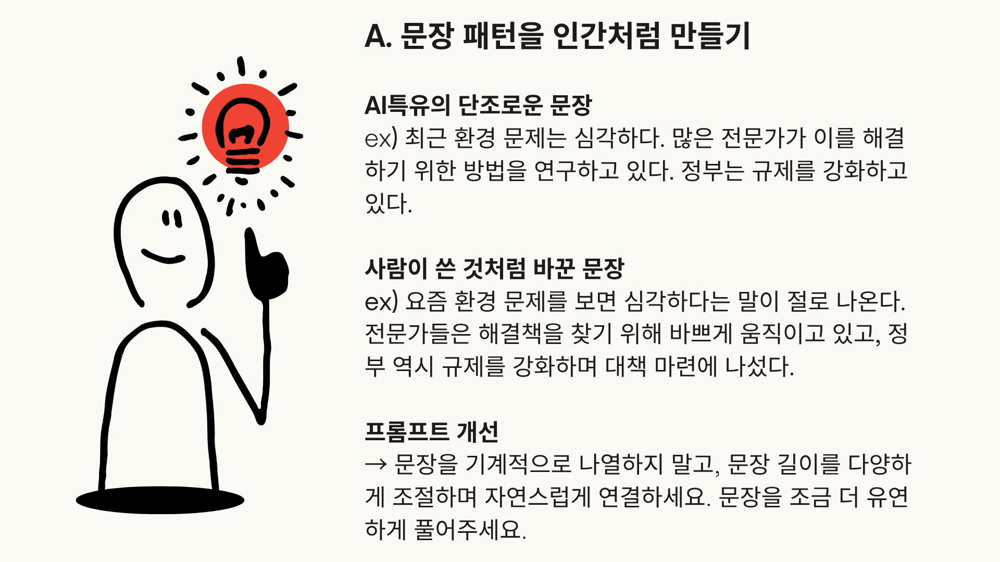 A. 문장 패턴을 인간처럼 만들기
AI특유의 단조로운 문장
ex) 최근 환경 문제는 심각하다. 많은 전문가가 이를 해결
하기 위한 방법을 연구하고 있다. 정부는 규제를 강화하고
있다.
사람이 쓴 것처럼 바꾼 문장
ex) 요즘 환경 문제를 보면 심각하다는 말이 절로 나온다.
전문가들은 해결책을 찾기 위해 바쁘게 움직이고 있고, 정
부 역시 규제를 강화하며 대책 마련에 나섰다.
프롬프트 개선
→ 문장을 기계적으로 나열하지 말고, 문장 길이를 다양하
게 조절하며 자연스럽게 연결하세요. 문장을 조금 더 유연
하게 풀어주세요.